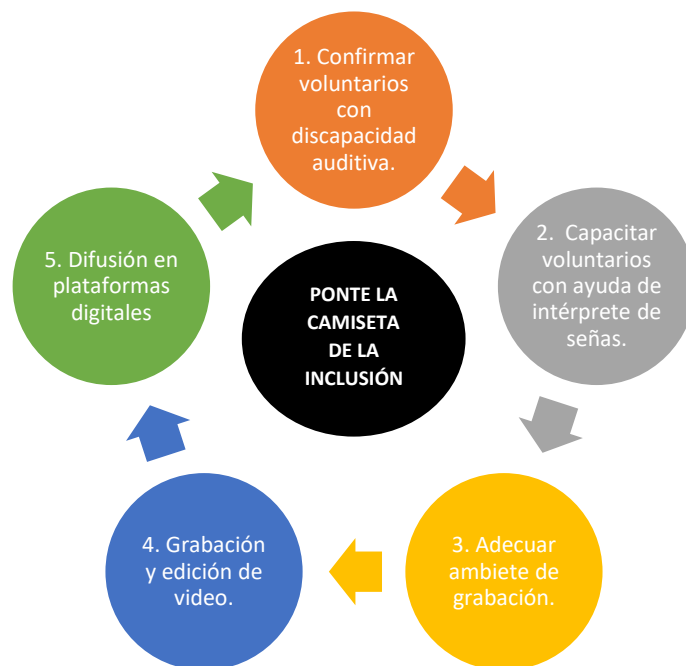 1. Confirmar
voluntarios
con
discapacidad
auditiva.
2. Capacitar
voluntarios
con ayuda de
intérprete de
señas.
3. Adecuar
ambiete de
grabación.
4. Grabación
y edición de
video.
5. Difusión en
plataformas
digitales
PONTE LA
CAMISETA
DE LA
INCLUSIÓN